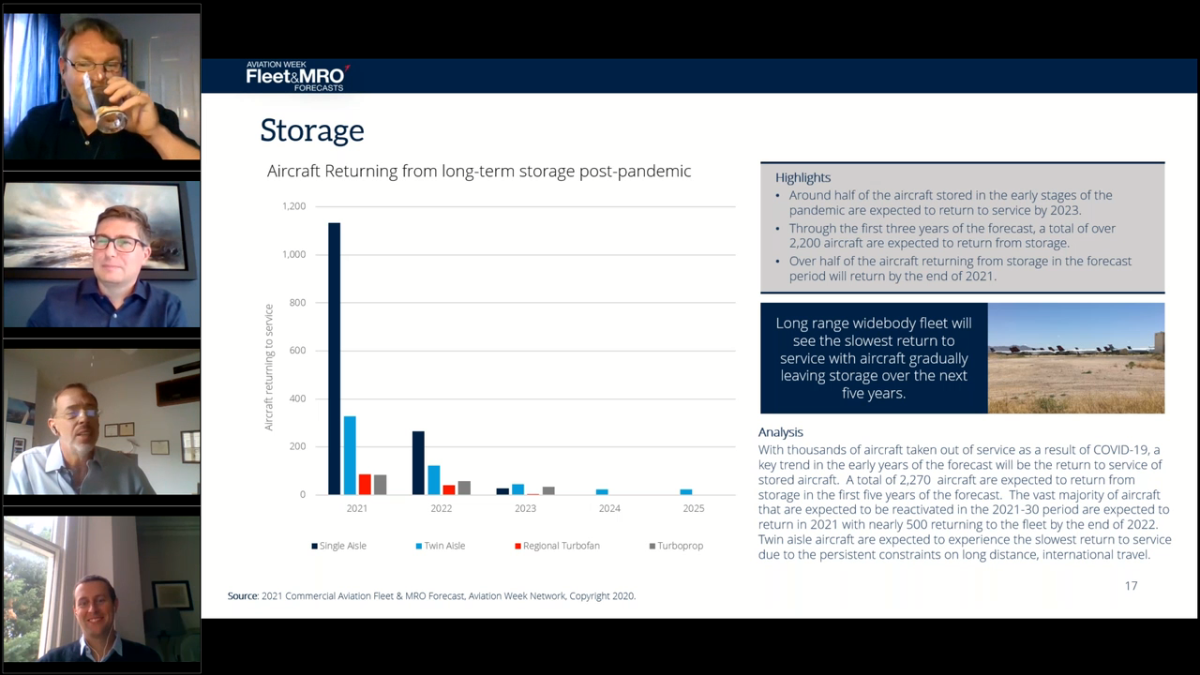 AVIATION WEEK
Fleet&MRO
FORECASTS
Storage
Aircraft Returning from long-term storage post-pandemic
1,200
1,000
800
600
400
200
0
Aircraft returning to service
2021
2022
2023
2024
2025
Single Aisle
Twin Aisle
Regional Turbofan
Turboprop
Highlights
• Around half of the aircraft stored in the early stages of the
pandemic are expected to return to service by 2023.
• Through the first three years of the forecast, a total of over
2,200 aircraft are expected to return from storage.
• Over half of the aircraft returning from storage in the forecast
period will return by the end of 2021.
Long range widebody fleet will
see the slowest return to
service with aircraft gradually
leaving storage over the next
five years.
Analysis
With thousands of aircraft taken out of service as a result of COVID-19, a
key trend in the early years of the forecast will be the return to service of
stored aircraft. A total of 2,270 aircraft are expected to return from
storage in the first five years of the forecast. The vast majority of aircraft
that are expected to be reactivated in the 2021-30 period are expected to
return in 2021 with nearly 500 returning to the fleet by the end of 2022.
Twin aisle aircraft are expected to experience the slowest return to service
due to the persistent constraints on long distance, international travel.
17
Source: 2021 Commercial Aviation Fleet & MRO Forecast, Aviation Week Network, Copyright 2020.